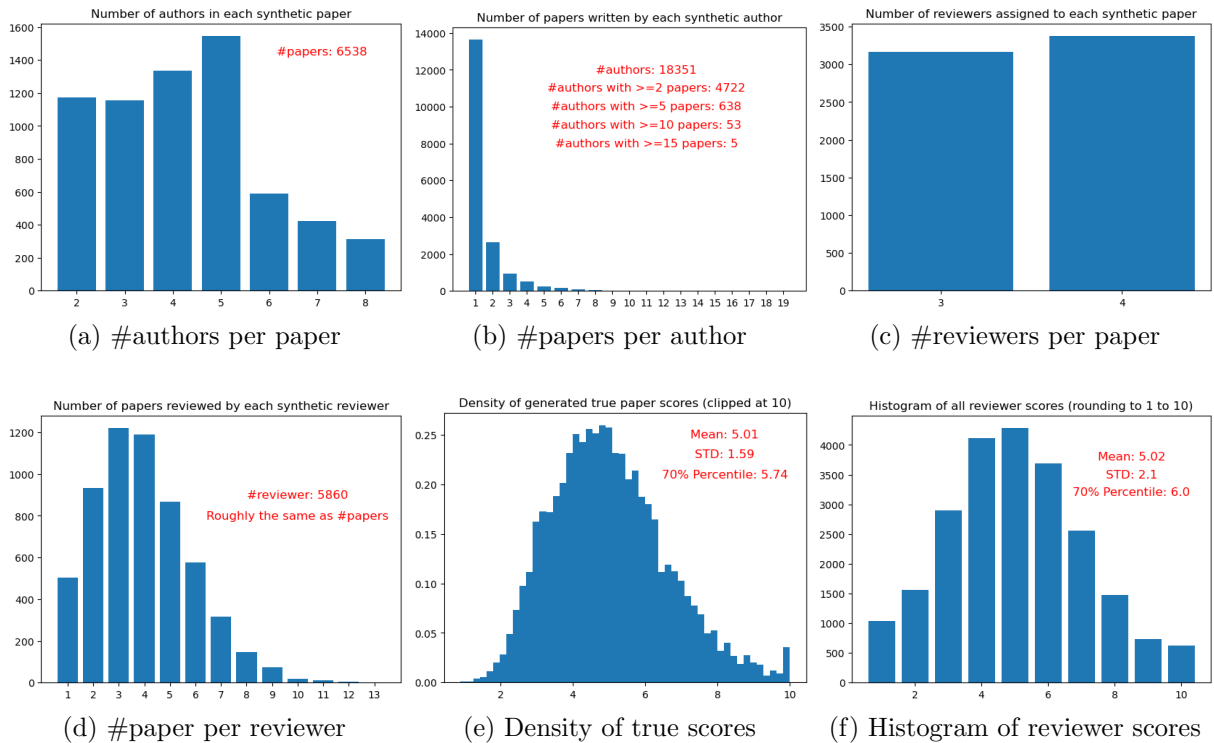 Number of authors in each synthetic paper
#papers: 6538
1600
1400
1200
1000
800
600
400
200
0
2 3 4 5 6 7 8
(a) #authors per paper
Number of papers written by each synthetic author
#authors: 18351
#authors with >=2 papers: 4722
#authors with >=5 papers: 638
#authors with >=10 papers: 53
#authors with >=15 papers: 5
14000
12000
10000
8000
6000
4000
2000
0
1 2 3 4 5 6 7 8 9 10 11 12 13 14 15 16 17 18 19
(b) #papers per author
Number of reviewers assigned to each synthetic paper
3500
3000
2500
2000
1500
1000
500
0
3 4
(c) #reviewers per paper
Number of papers reviewed by each synthetic reviewer
#reviewer: 5860
Roughly the same as #papers
1200
1000
800
600
400
200
0
1 2 3 4 5 6 7 8 9 10 11 12 13
(d) #paper per reviewer
Density of generated true paper scores (clipped at 10)
Mean: 5.01
STD: 1.59
70% Percentile: 5.74
0.25
0.20
0.15
0.10
0.05
0.00
2 4 6 8 10
(e) Density of true scores
Histogram of all reviewer scores (rounding to 1 to 10)
Mean: 5.02
STD: 2.1
70% Percentile: 6.0
4000
3500
3000
2500
2000
1500
1000
500
0
2 4 6 8 10
(f) Histogram of reviewer scores